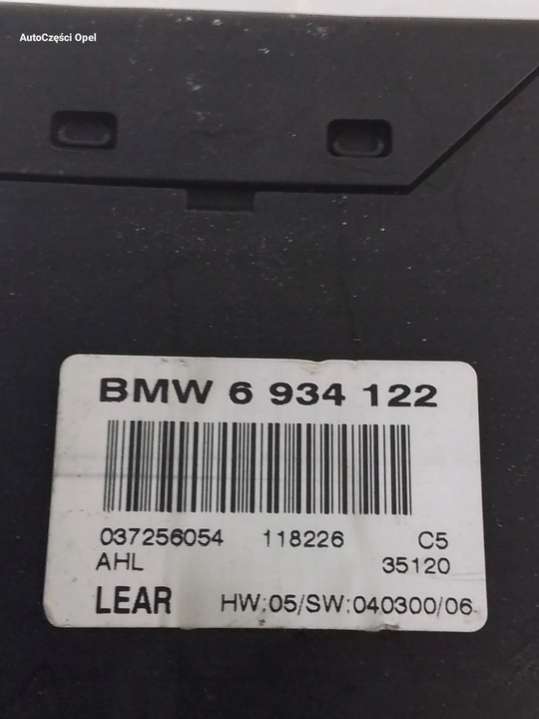 AutoCzęści Opel
BMW 6 934 122
037256054 118226 C5
AHL 35120
LEAR HW:05/SW:040300/06